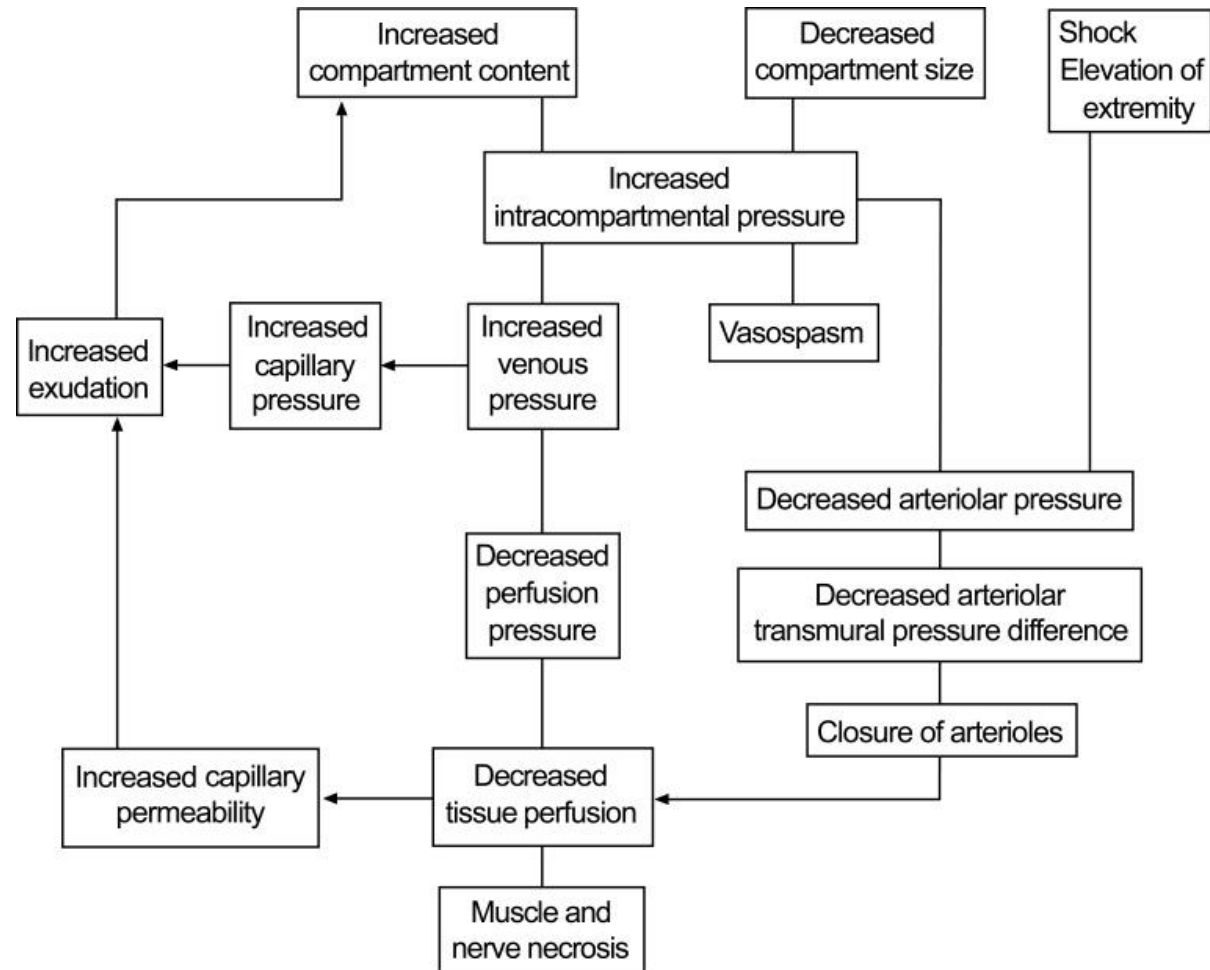 Increased
compartment content
Decreased
compartment size
Shock
Elevation of
extremity
Increased
intracompartmental pressure
Vasospasm
Increased
venous
pressure
Increased
capillary
pressure
Increased
exudation
Decreased arteriolar pressure
Decreased
perfusion
pressure
Decreased arteriolar
transmural pressure difference
Closure of arterioles
Decreased
tissue perfusion
Increased capillary
permeability
Muscle and
nerve necrosis